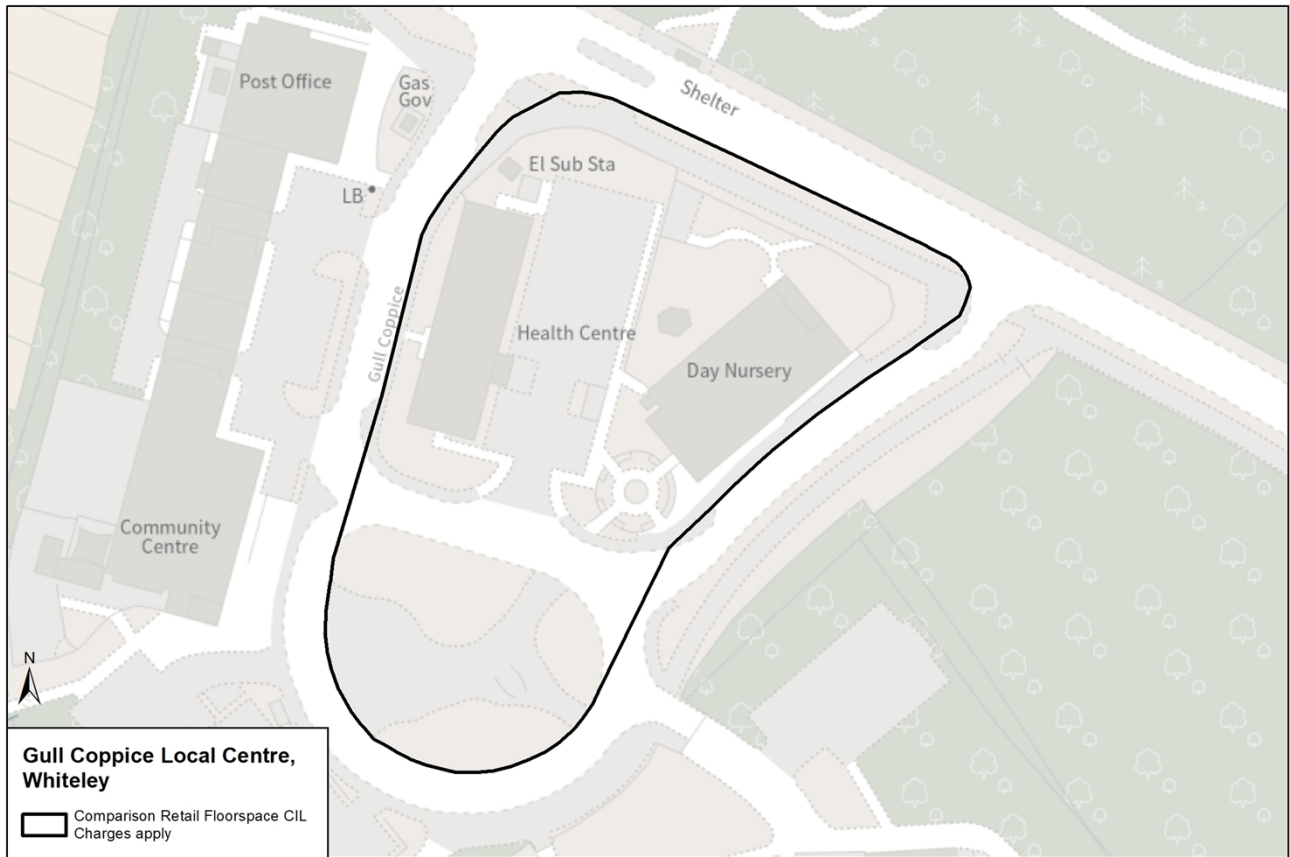 Post Office
Gas
Gov
Shelter
El Sub Sta
LB
Gull Coppice
Health Centre
Day Nursery
Community
Centre
N
Gull Coppice Local Centre,
Whiteley
Comparison Retail Floorspace CIL
Charges apply